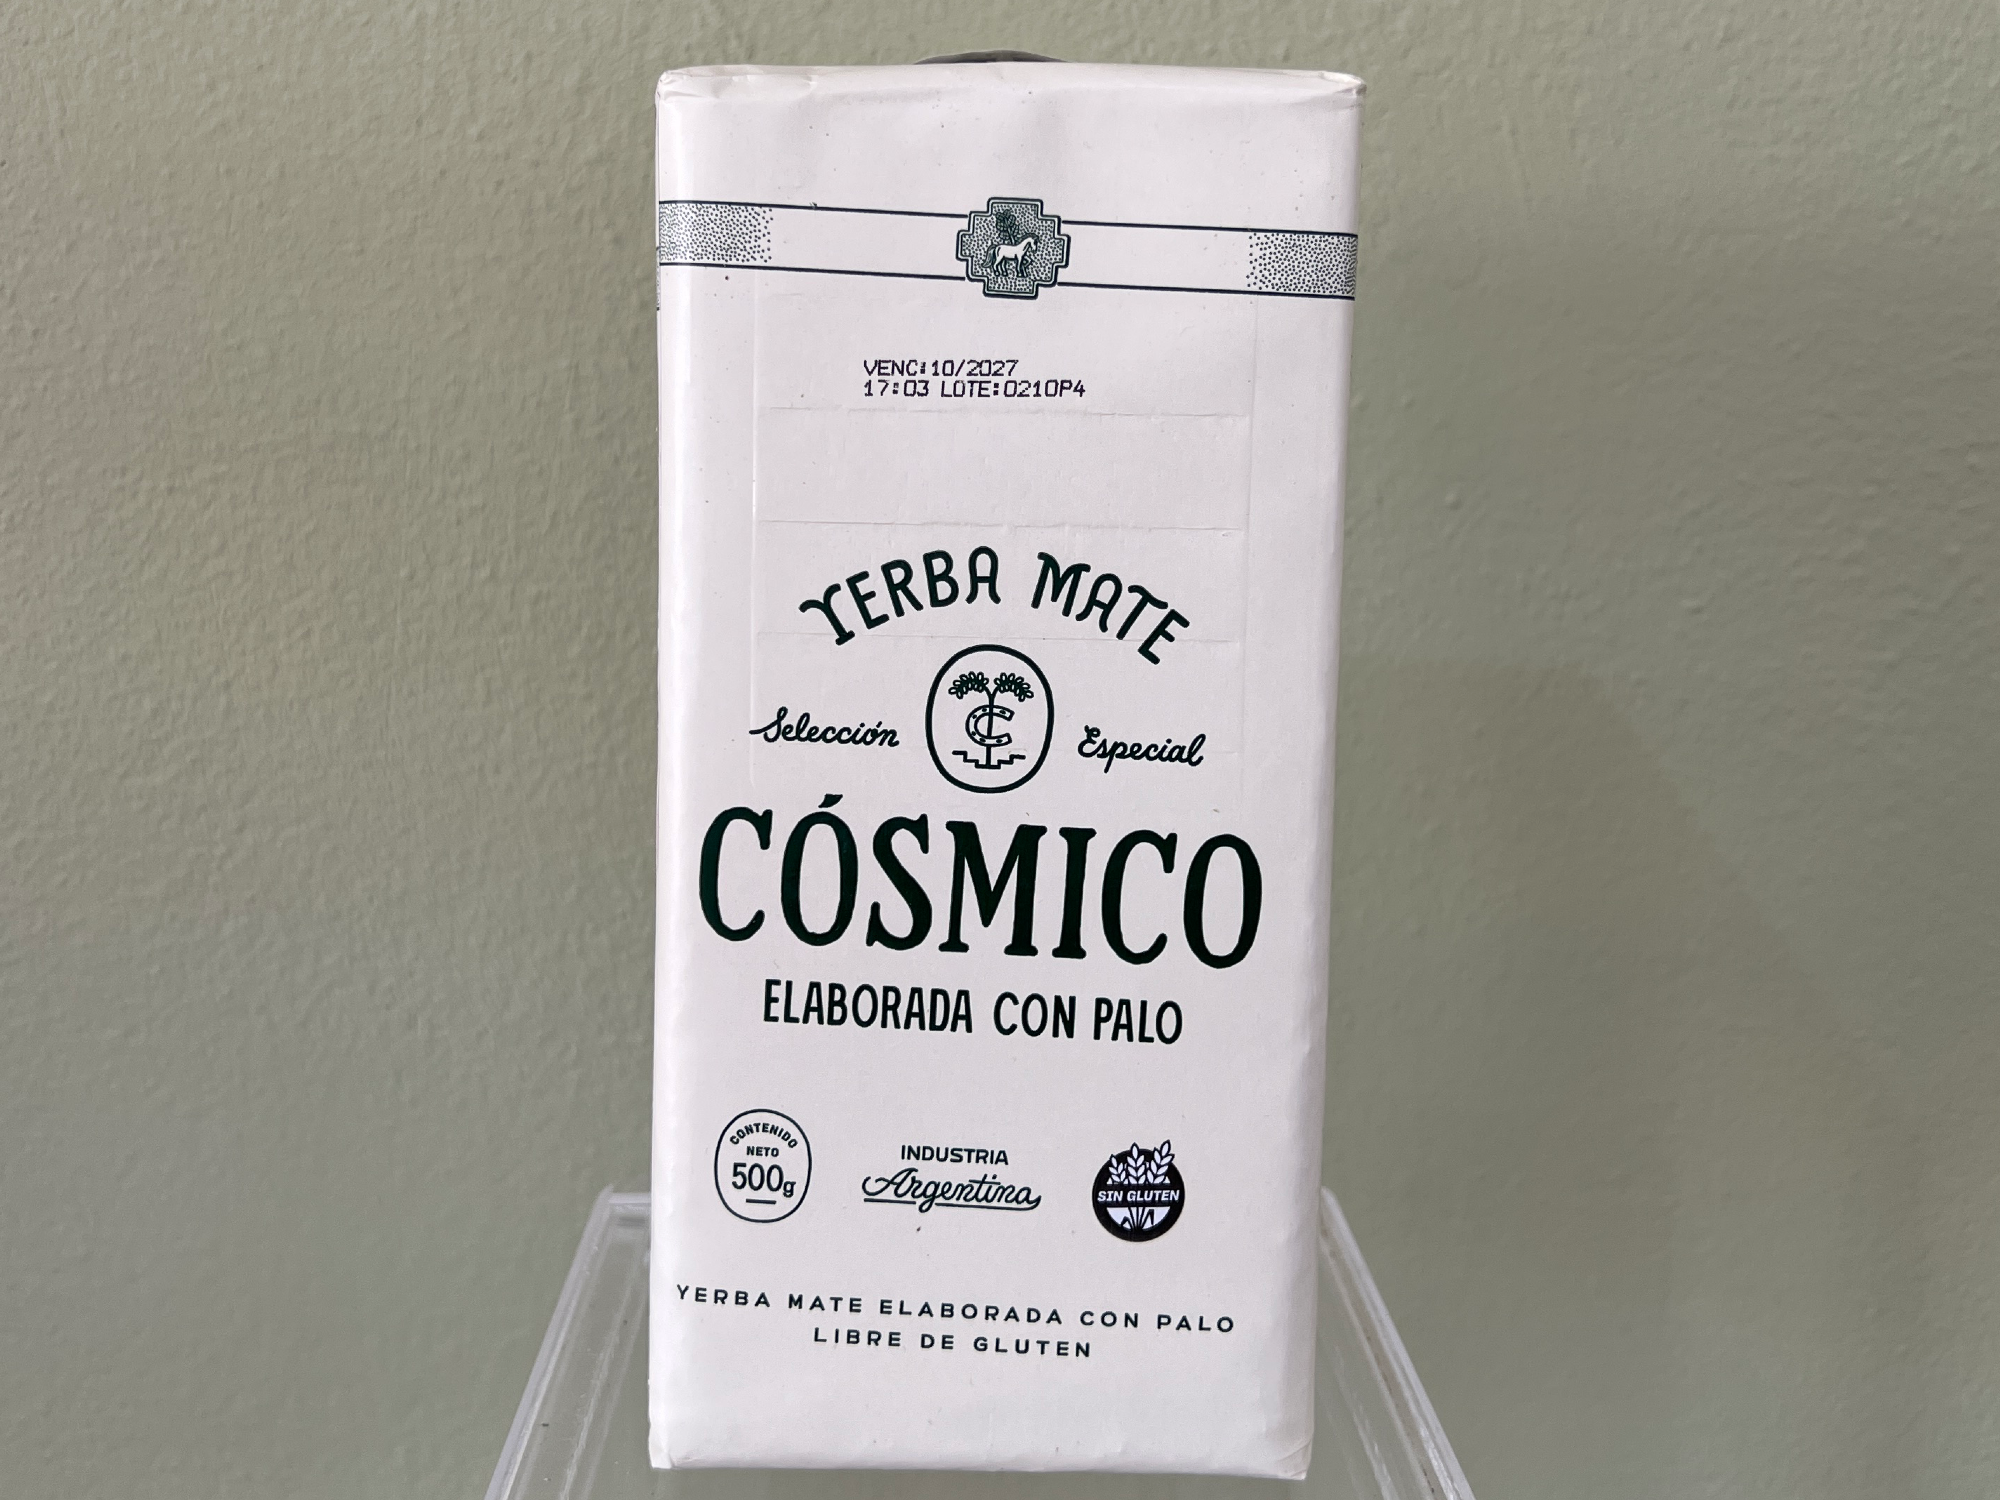 VENC:10/2027
17:03 LOTE:0210P4
YERBA MATE
Selección Especial
CÓSMICO
ELABORADA CON PALO
CONTENIDO
NETO
500g
INDUSTRIA
Argentina
SIN GLUTEN
YERBA MATE ELABORADA CON PALO
LIBRE DE GLUTEN